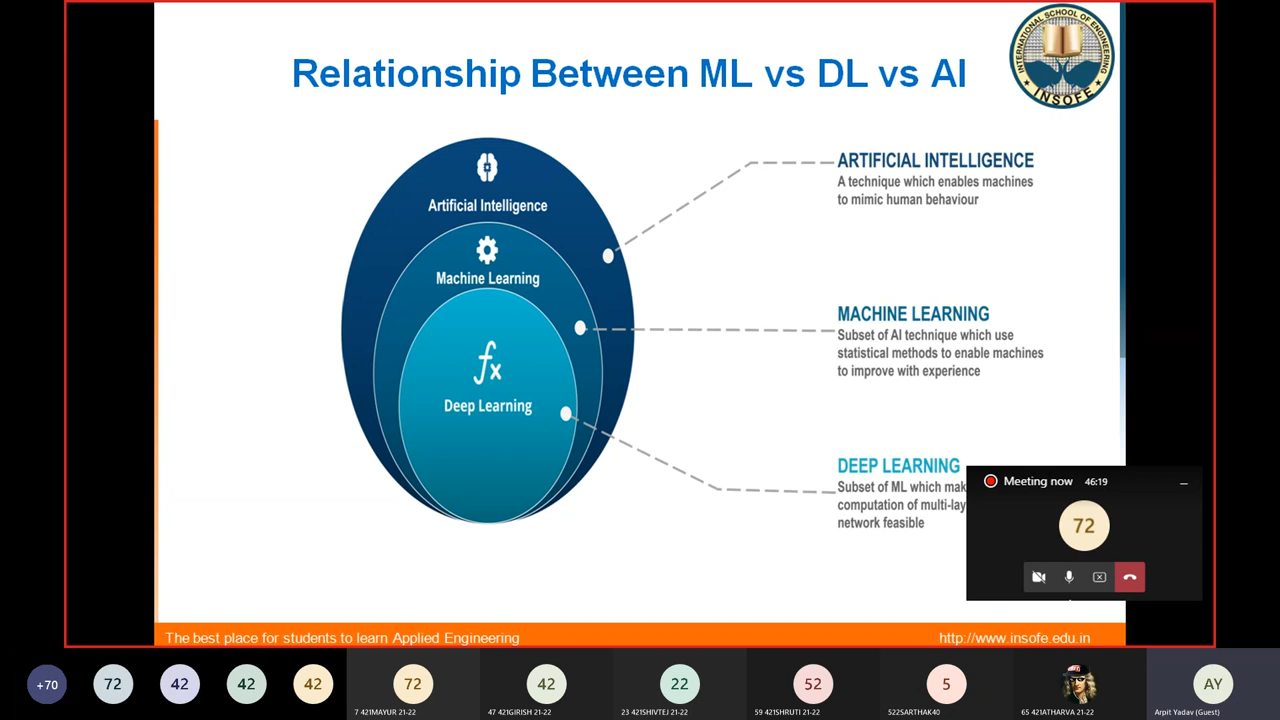 Relationship Between ML vs DL vs AI
INTERNATIONAL SCHOOL OF ENGINEERING
INSOFE
Artificial Intelligence
Machine Learning
fx
Deep Learning
ARTIFICIAL INTELLIGENCE
A technique which enables machines
to mimic human behaviour
MACHINE LEARNING
Subset of AI technique which use
statistical methods to enable machines
to improve with experience
DEEP LEARNING
Subset of ML which mak
computation of multi-lay
network feasible
Meeting now 46:19
72
The best place for students to learn Applied Engineering
http://www.insofe.edu.in
+70 72 42 42 42 72 42 22 52 5 AY
7 421MAYUR 21-22
47 421GIRISH 21-22
23 421SHIVTEJ 21-22
59 421SHRUTI 21-22
522SARTHAK40
65 421ATHARVA 21-22
Arpit Yadav (Guest)